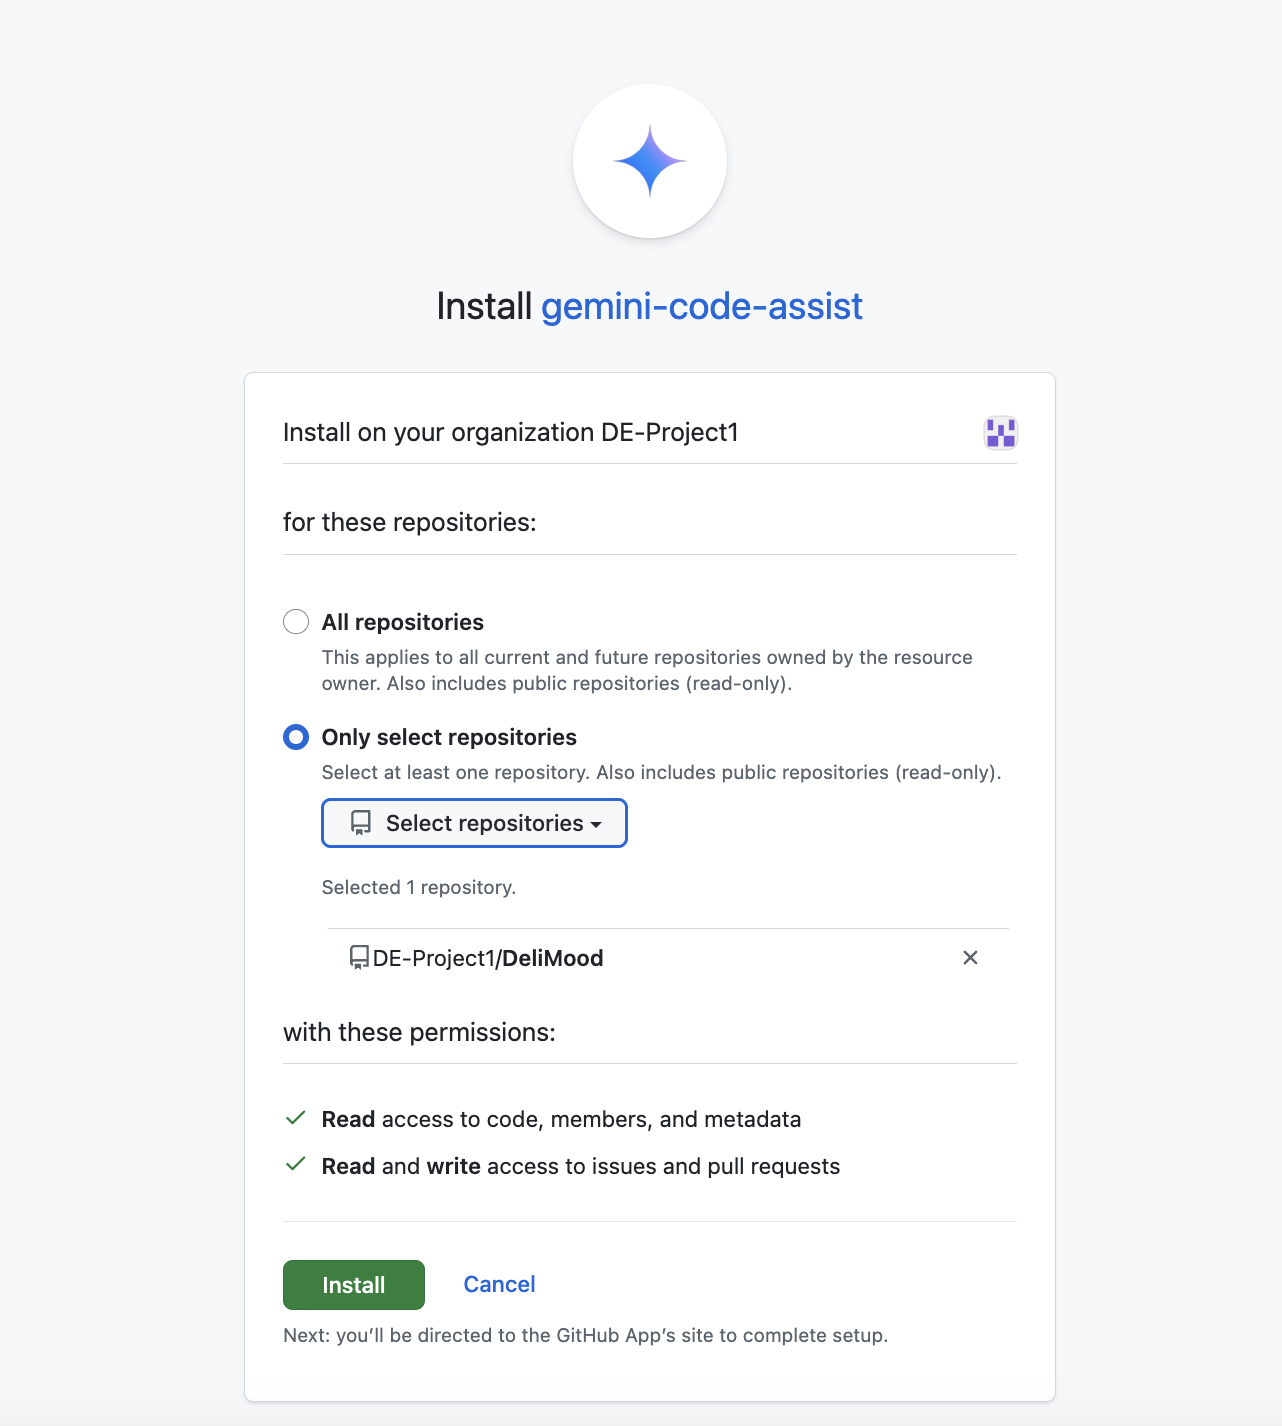 Install gemini-code-assist
Install on your organization DE-Project1
for these repositories:
All repositories
This applies to all current and future repositories owned by the resource
owner. Also includes public repositories (read-only).
Only select repositories
Select at least one repository. Also includes public repositories (read-only).
Select repositories
Selected 1 repository.
DE-Project1/DeliMood
with these permissions:
Read access to code, members, and metadata
Read and write access to issues and pull requests
Install Cancel
Next: you’ll be directed to the GitHub App’s site to complete setup.